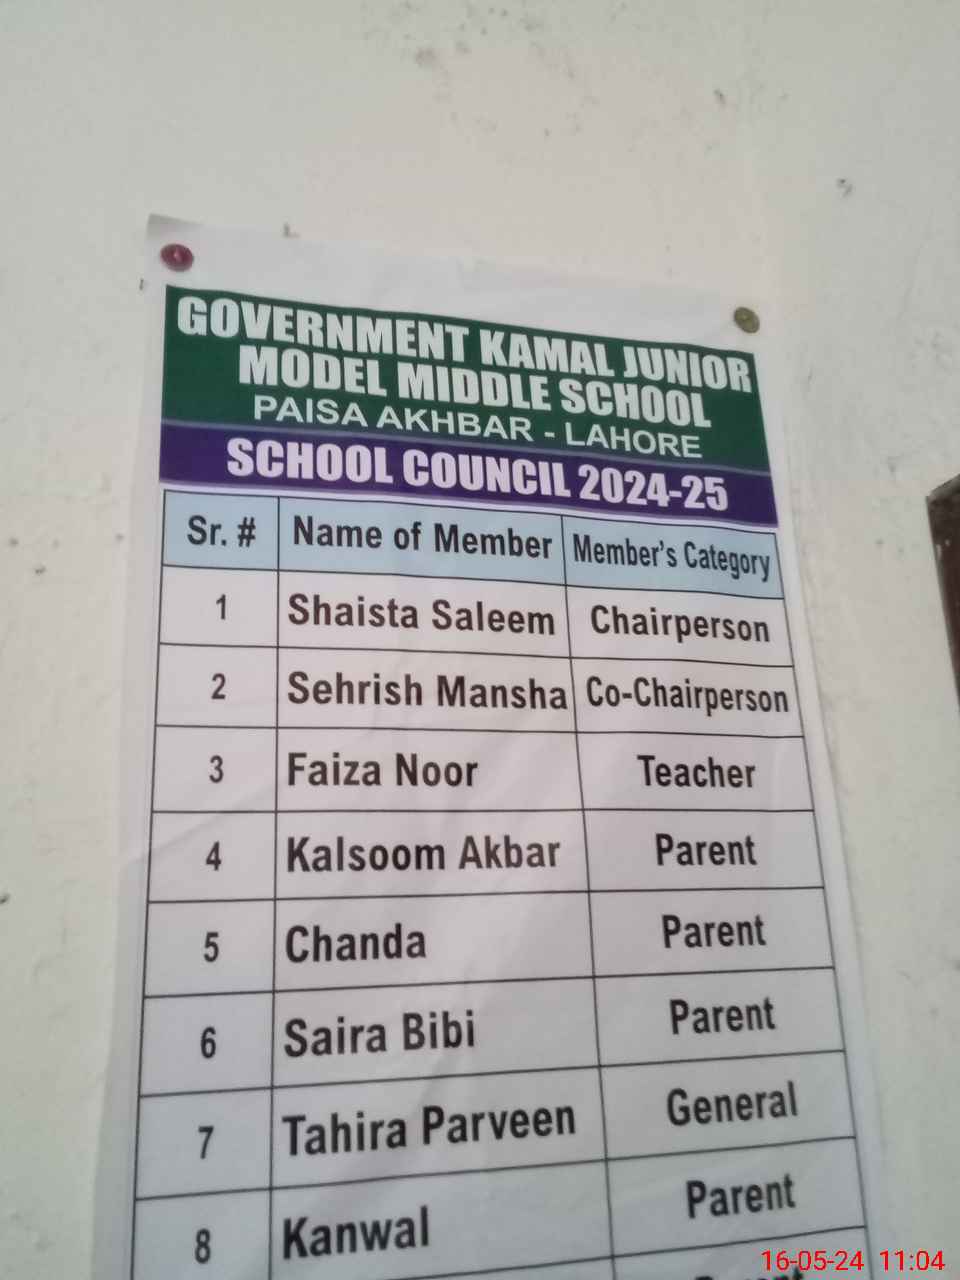 GOVERNMENT KAMAL JUNIOR
MODEL MIDDLE SCHOOL
PAISA AKHBAR - LAHORE
SCHOOL COUNCIL 2024-25
Sr. # Name of Member Member's Category
1 Shaista Saleem Chairperson
2 Sehrish Mansha Co-Chairperson
3 Faiza Noor Teacher
4 Kalsoom Akbar Parent
5 Chanda Parent
6 Saira Bibi Parent
7 Tahira Parveen General
8 Kanwal Parent
16-05-24 11:04